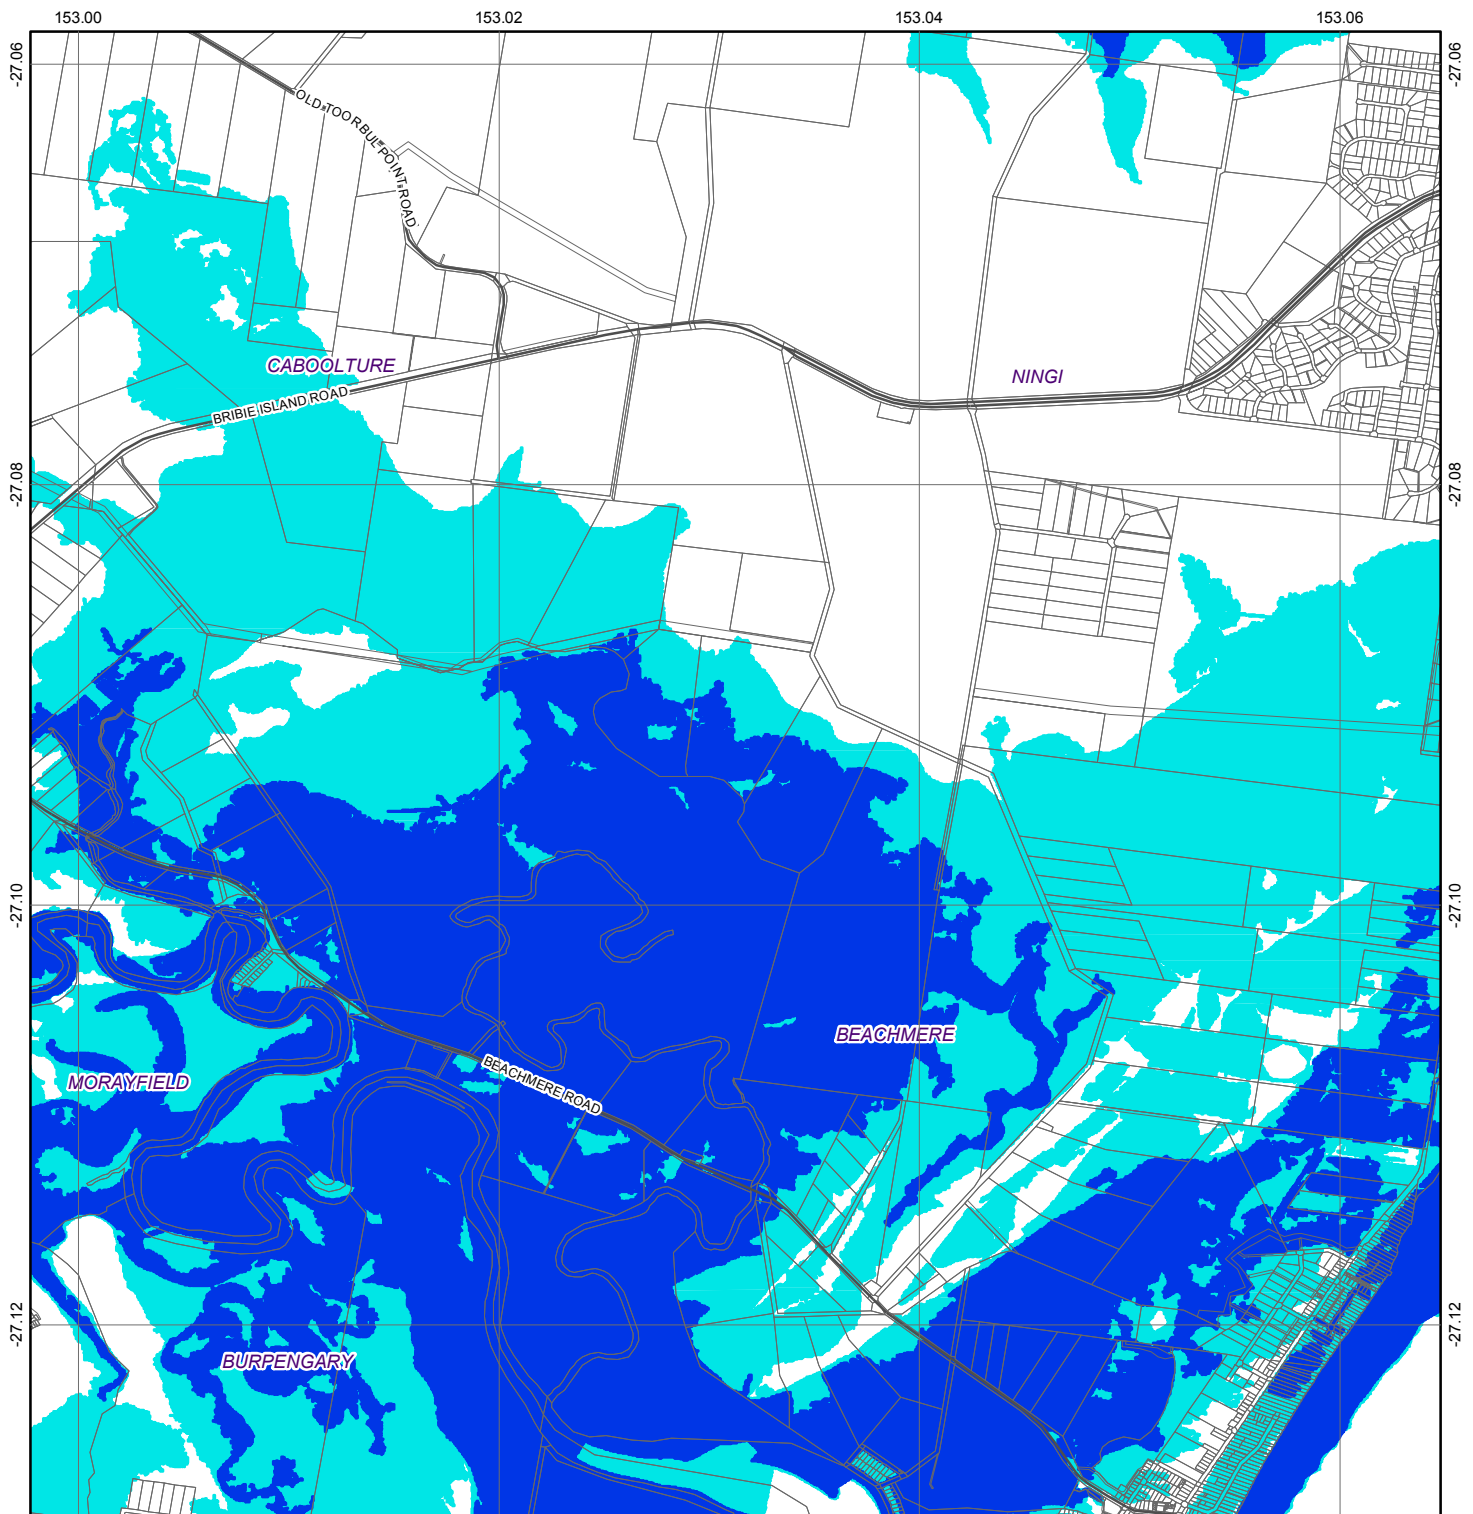 153.00 153.02 153.04 153.06
-27.06 -27.06
OLD TOORBUL POINT ROAD
CABOOLTURE
NINGI
BRIBIE ISLAND ROAD
-27.08 -27.08
-27.10 -27.10
BEACHMERE
MORAYFIELD
BEACHMERE ROAD
-27.12 -27.12
BURPENGARY